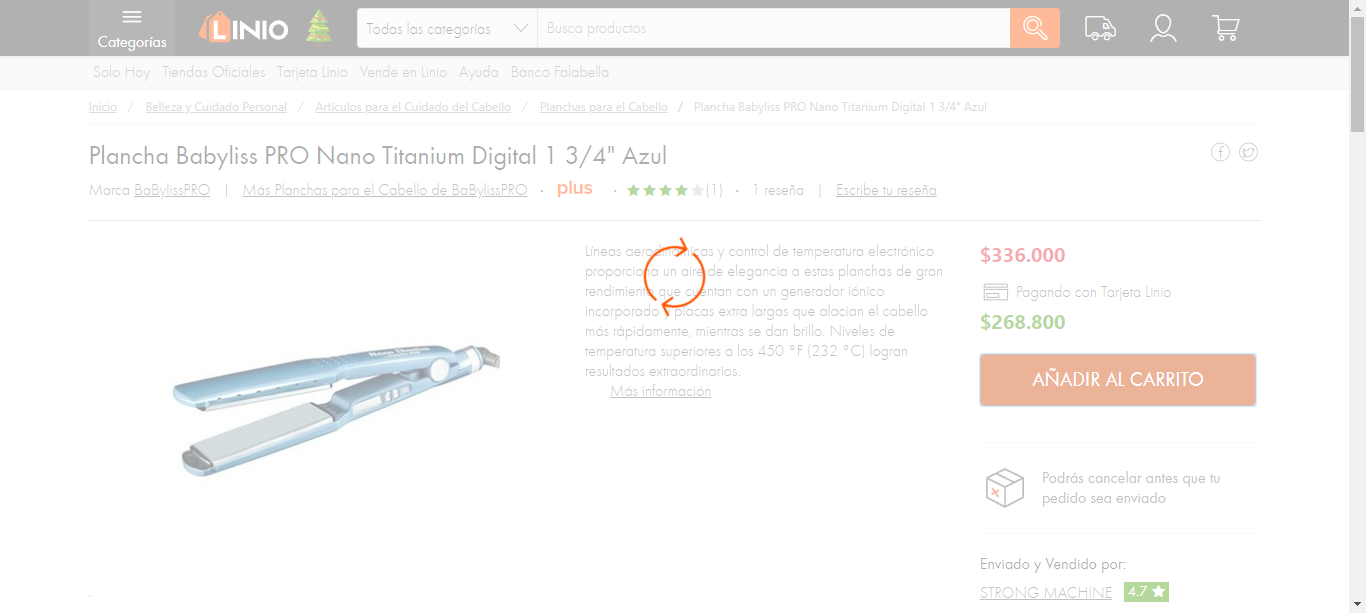 Categorías
LINIO
Todas las categorías
Busca productos
Solo Hoy Tiendas Oficiales Tarjeta Linio Vende en Linio Ayuda Banco Falabella
Inicio / Belleza y Cuidado Personal / Artículos para el Cuidado del Cabello / Planchas para el Cabello / Plancha Babyliss PRO Nano Titanium Digital 1 3/4" Azul
Plancha Babyliss PRO Nano Titanium Digital 1 3/4" Azul
Marca BaBylissPRO | Más Planchas para el Cabello de BaBylissPRO · plus · (1) · 1 reseña | Escribe tu reseña
Líneas aerodinámicas y control de temperatura electrónico
proporciona un aire de elegancia a estas planchas de gran
rendimiento que cuentan con un generador iónico
incorporado y placas extra largas que alacian el cabello
más rápidamente, mientras se dan brillo. Niveles de
temperatura superiores a los 450 °F (232 °C) logran
resultados extraordinarios.
Más información
$336.000
Pagando con Tarjeta Linio
$268.800
AÑADIR AL CARRITO
Podrás cancelar antes que tu
pedido sea enviado
Enviado y Vendido por:
STRONG MACHINE 4.7